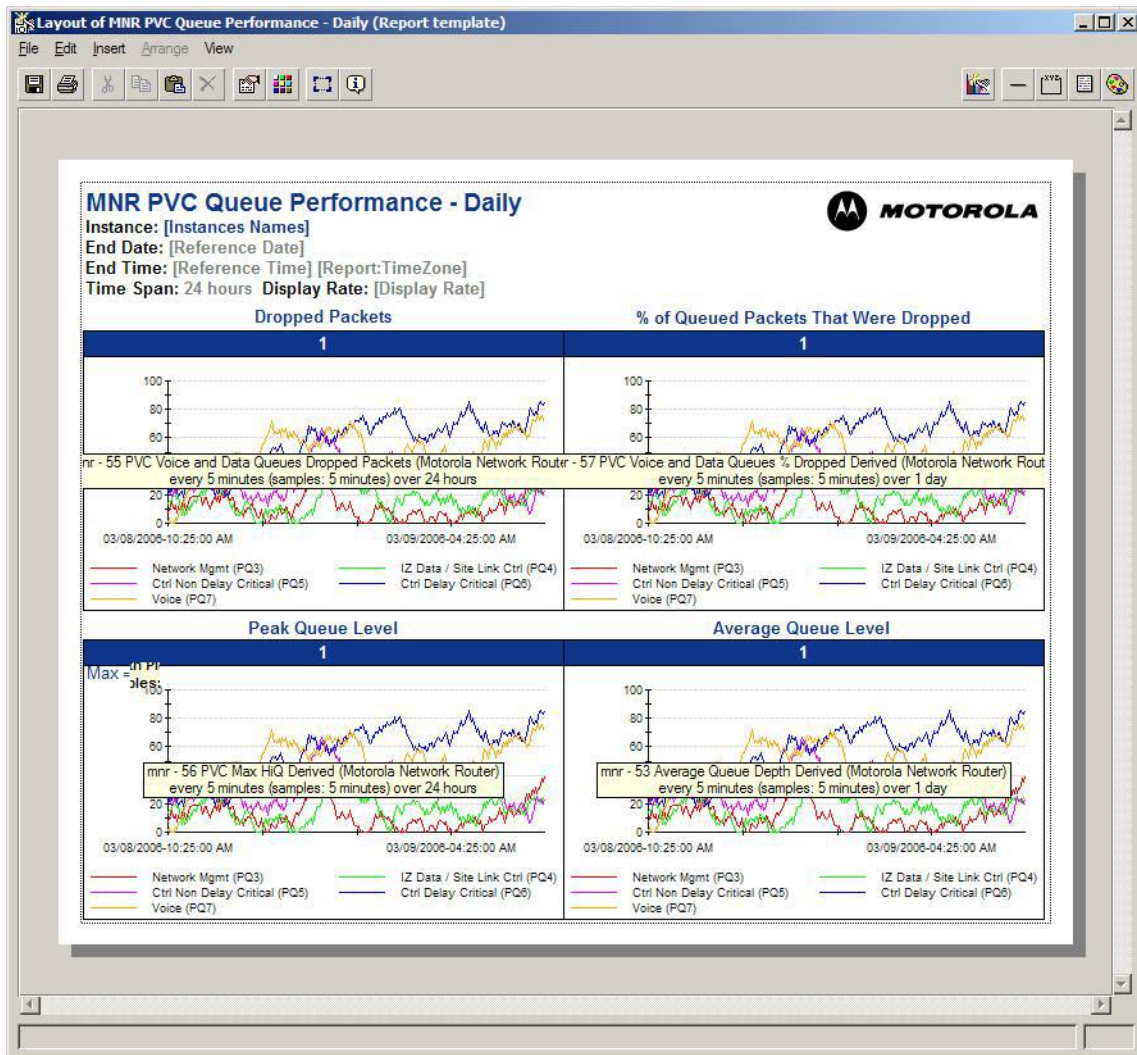 Layout of MNR PVC Queue Performance - Daily (Report template)
File Edit Insert Arrange View
XYZ
MNR PVC Queue Performance - Daily
MOTOROLA
Instance: [Instances Names]
End Date: [Reference Date]
End Time: [Reference Time] [Report:TimeZone]
Time Span: 24 hours Display Rate: [Display Rate]
Dropped Packets
1
100
80
60
nr - 55 PVC Voice and Data Queues Dropped Packets (Motorola Network Router
every 5 minutes (samples: 5 minutes) over 24 hours
20
0
03/08/2006-10:25:00 AM 03/09/2006-04:25:00 AM
Network Mgmt (PQ3) IZ Data / Site Link Ctrl (PQ4)
Ctrl Non Delay Critical (PQ5) Ctrl Delay Critical (PQ6)
Voice (PQ7)
% of Queued Packets That Were Dropped
1
100
80
60
- 57 PVC Voice and Data Queues % Dropped Derived (Motorola Network Rout
every 5 minutes (samples: 5 minutes) over 1 day
20
0
03/08/2006-10:25:00 AM 03/09/2006-04:25:00 AM
Network Mgmt (PQ3) IZ Data / Site Link Ctrl (PQ4)
Ctrl Non Delay Critical (PQ5) Ctrl Delay Critical (PQ6)
Voice (PQ7)
Peak Queue Level
1
Max =
ples:
100
80
60
mnr - 56 PVC Max HiQ Derived (Motorola Network Router)
every 5 minutes (samples: 5 minutes) over 24 hours
20
0
03/08/2006-10:25:00 AM 03/09/2006-04:25:00 AM
Network Mgmt (PQ3) IZ Data / Site Link Ctrl (PQ4)
Ctrl Non Delay Critical (PQ5) Ctrl Delay Critical (PQ6)
Voice (PQ7)
Average Queue Level
1
100
80
60
mnr - 53 Average Queue Depth Derived (Motorola Network Router)
every 5 minutes (samples: 5 minutes) over 1 day
20
0
03/08/2006-10:25:00 AM 03/09/2006-04:25:00 AM
Network Mgmt (PQ3) IZ Data / Site Link Ctrl (PQ4)
Ctrl Non Delay Critical (PQ5) Ctrl Delay Critical (PQ6)
Voice (PQ7)